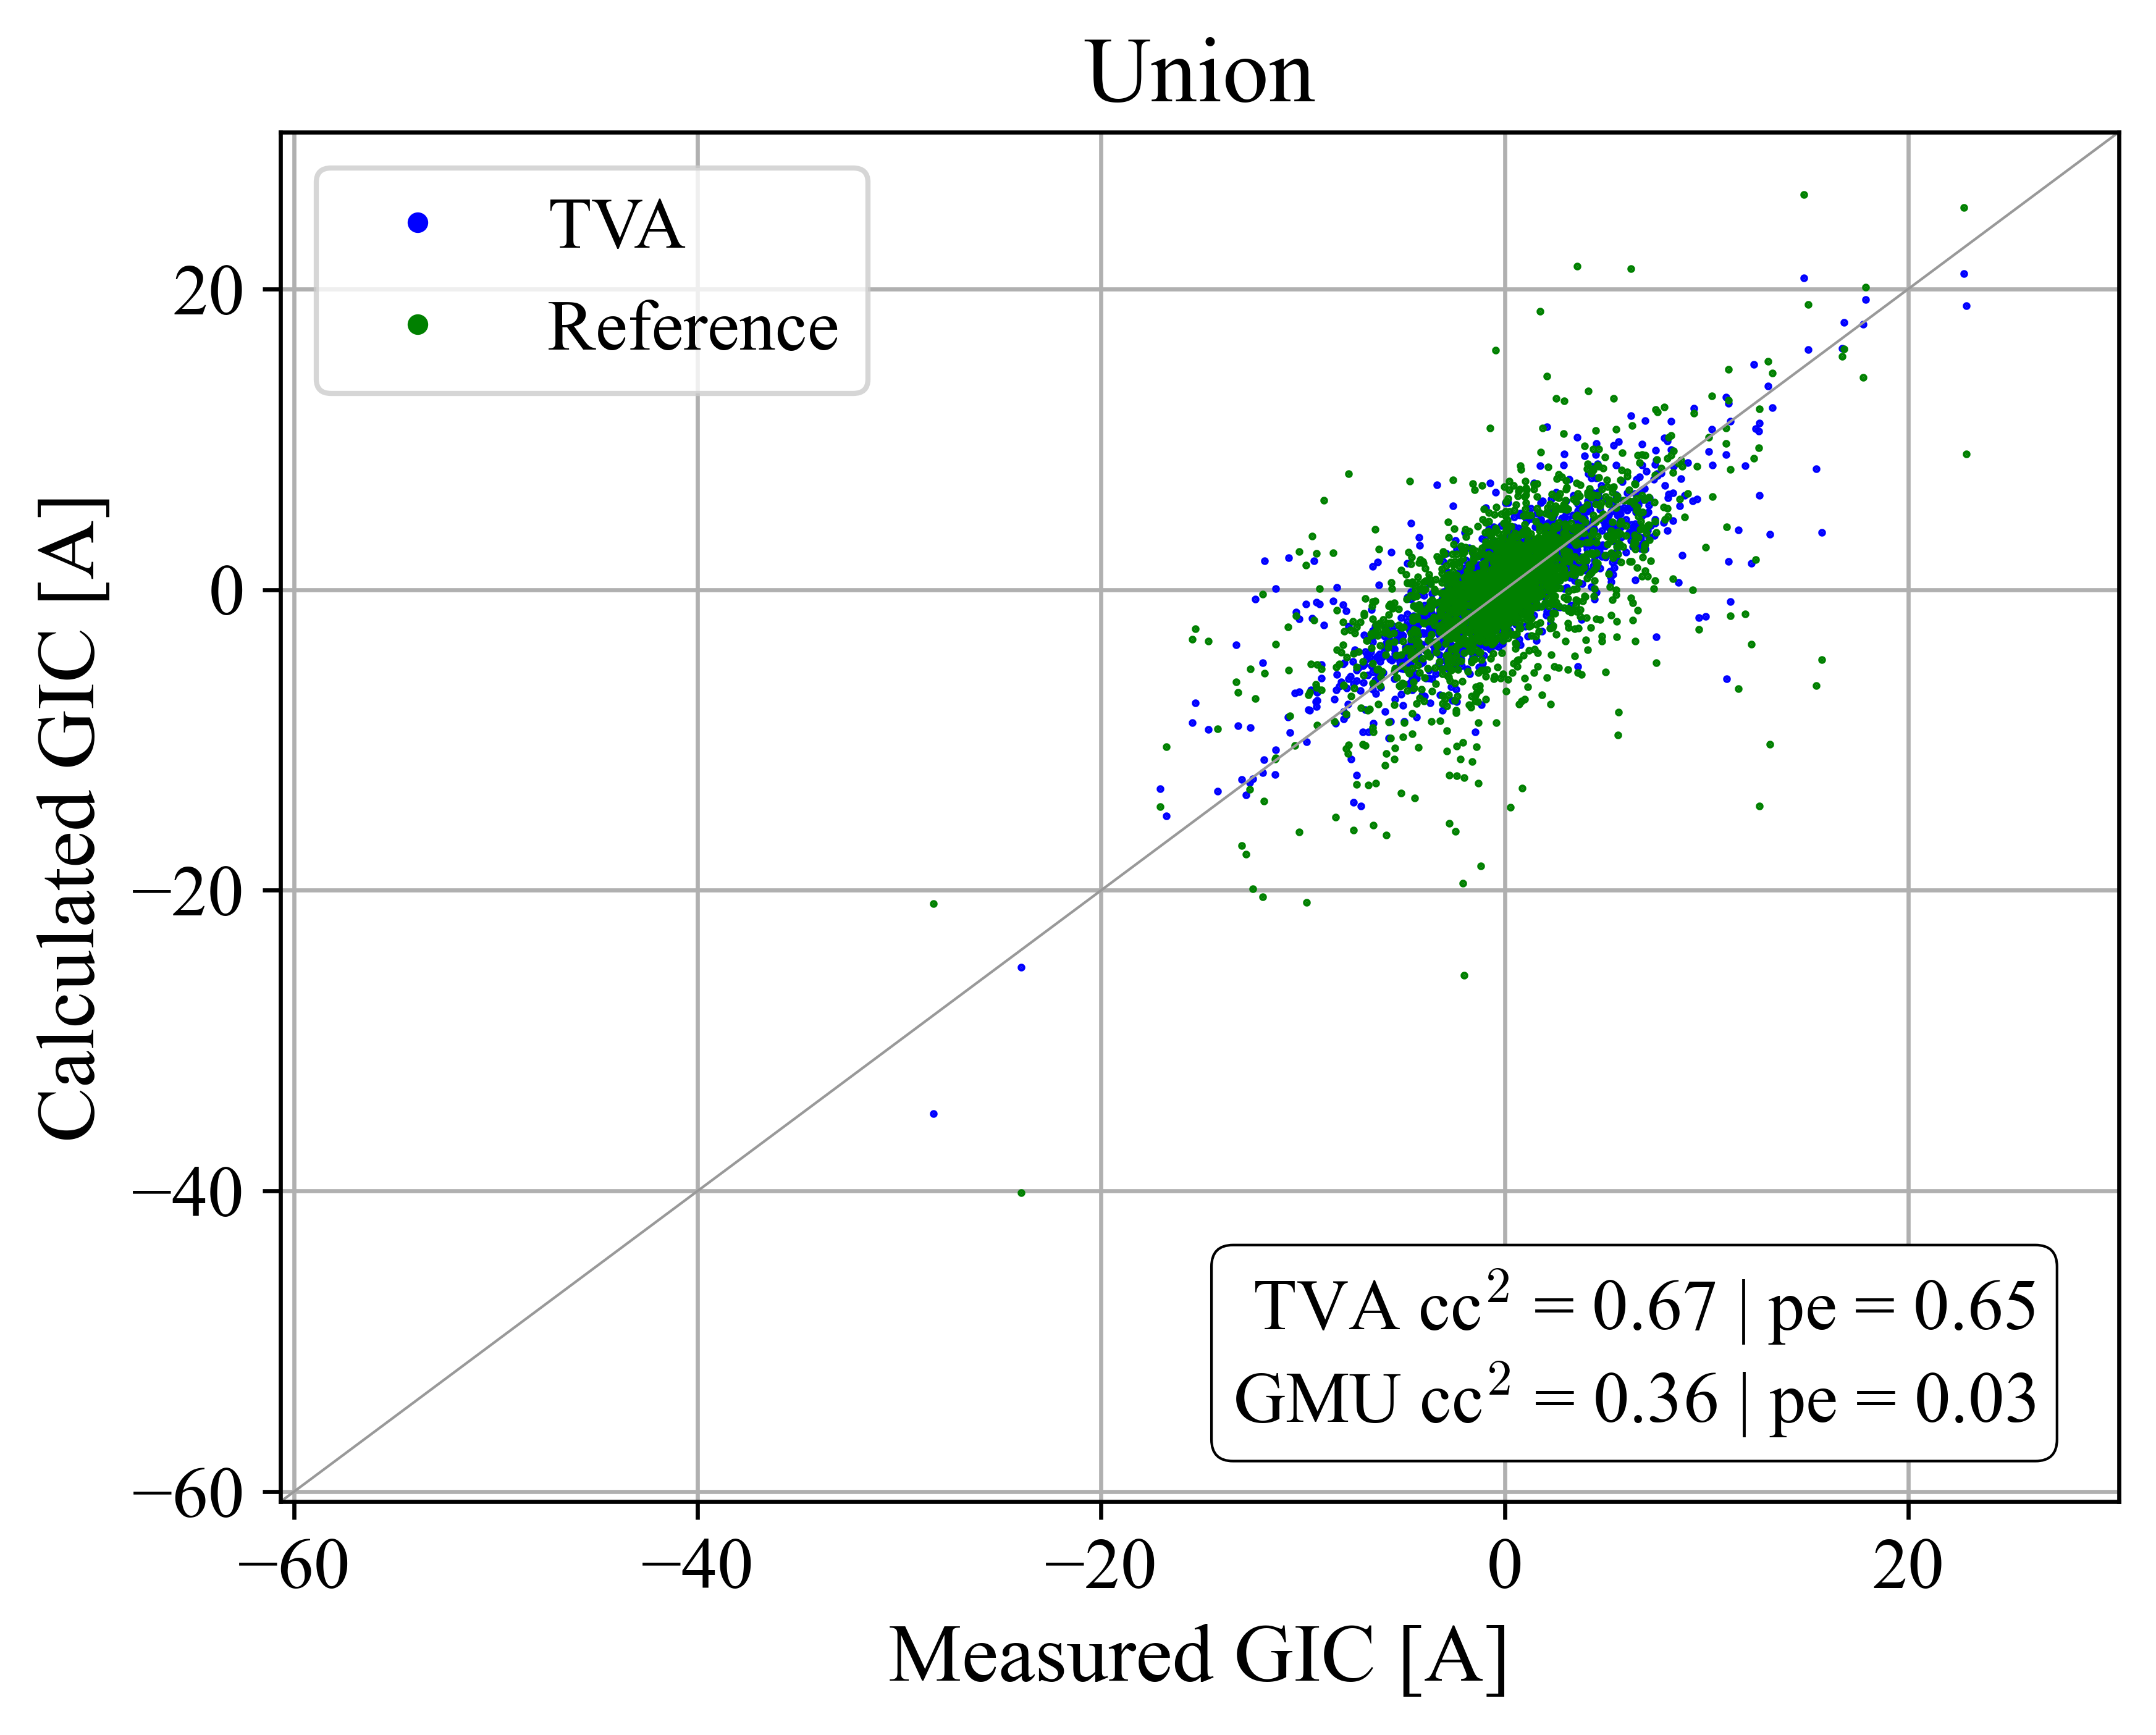 Union
TVA
Reference
20
0
−20
−40
−60
Calculated GIC [A]
TVA cc² = 0.67 | pe = 0.65
GMU cc² = 0.36 | pe = 0.03
−60 −40 −20 0 20
Measured GIC [A]